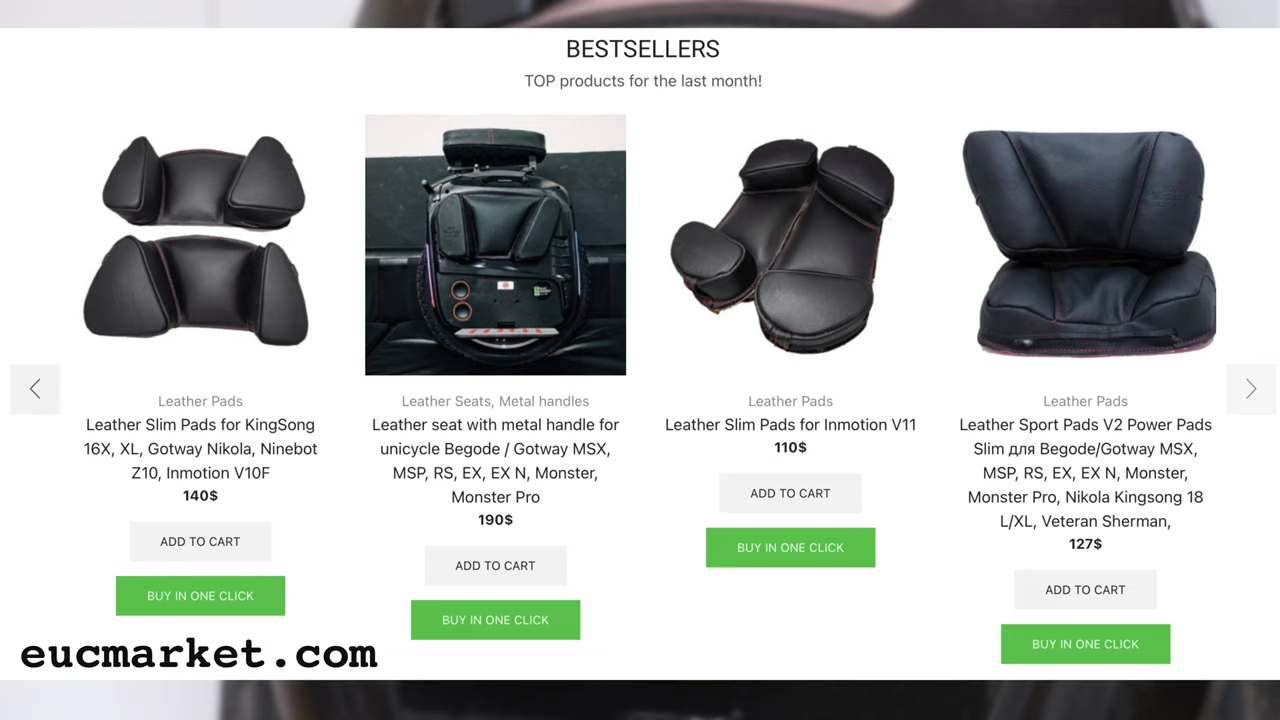 BESTSELLERS
TOP products for the last month!
Leather Pads
Leather Slim Pads for KingSong
16X, XL, Gotway Nikola, Ninebot
Z10, Inmotion V10F
140$
ADD TO CART
BUY IN ONE CLICK
Leather Seats, Metal handles
Leather seat with metal handle for
unicycle Begode / Gotway MSX,
MSP, RS, EX, EX N, Monster,
Monster Pro
190$
ADD TO CART
BUY IN ONE CLICK
Leather Pads
Leather Slim Pads for Inmotion V11
110$
ADD TO CART
BUY IN ONE CLICK
Leather Pads
Leather Sport Pads V2 Power Pads
Slim для Begode/Gotway MSX,
MSP, RS, EX, EX N, Monster,
Monster Pro, Nikola Kingsong 18
L/XL, Veteran Sherman,
127$
ADD TO CART
BUY IN ONE CLICK
eucmarket.com